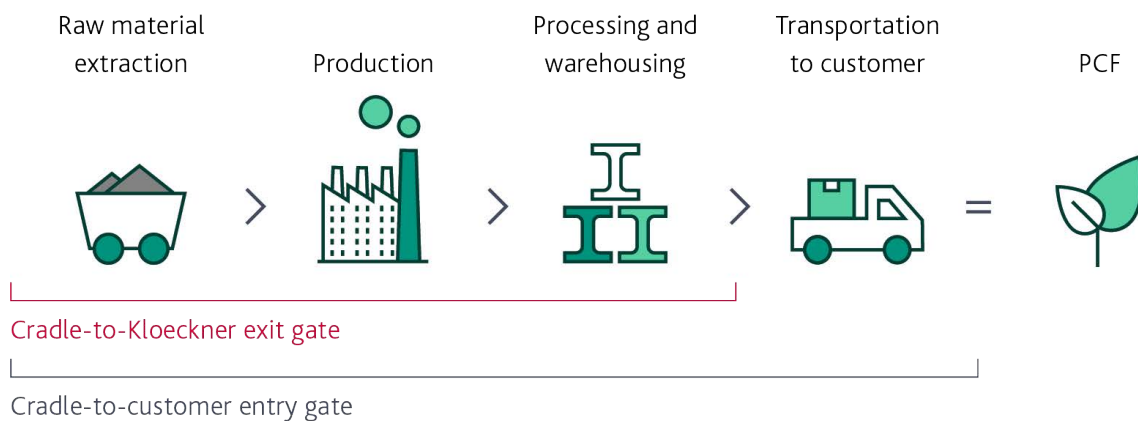 Raw material
extraction
Production
Processing and
warehousing
Transportation
to customer
PCF
Cradle-to-Kloeckner exit gate
Cradle-to-customer entry gate